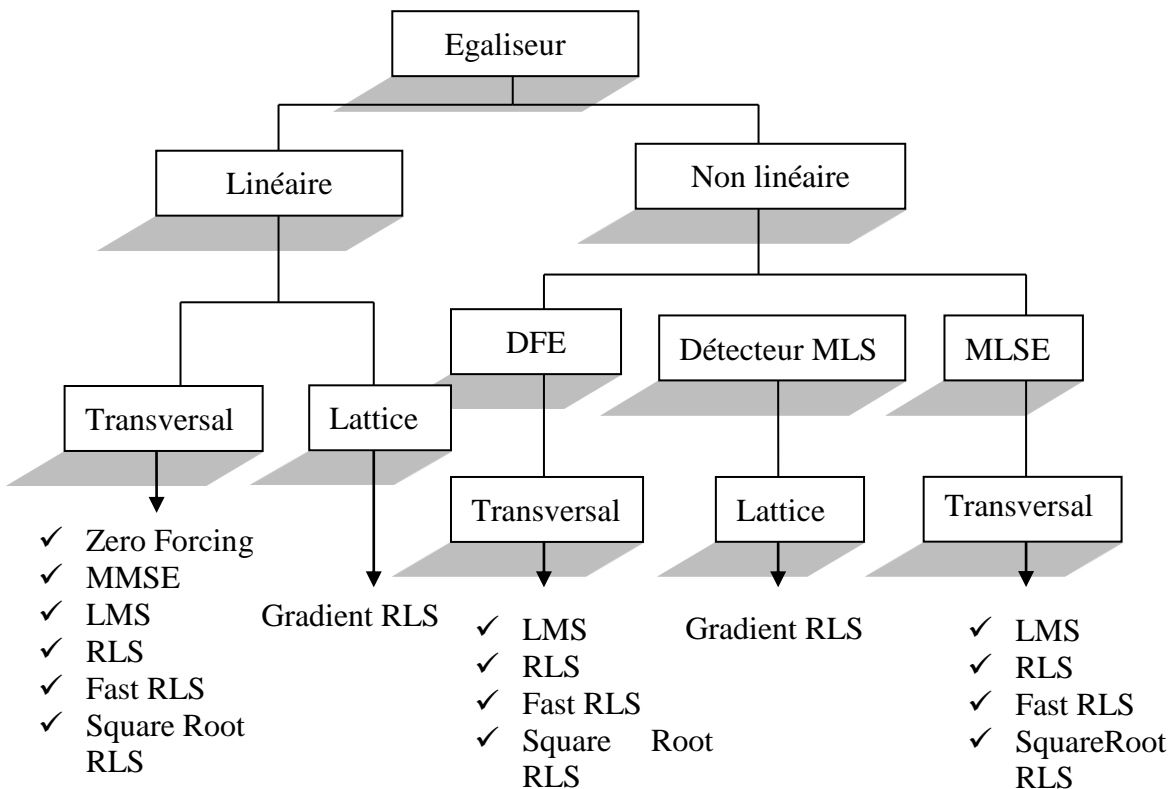 Egaliseur
Linéaire
Non linéaire
DFE
Détecteur MLS
MLSE
Transversal
Lattice
Transversal
Lattice
Transversal
✓ Zero Forcing
✓ MMSE
✓ LMS
✓ RLS
✓ Fast RLS
✓ Square Root
RLS
Gradient RLS
✓ LMS
✓ RLS
✓ Fast RLS
✓ Square Root
RLS
Gradient RLS
✓ LMS
✓ RLS
✓ Fast RLS
✓ SquareRoot
RLS